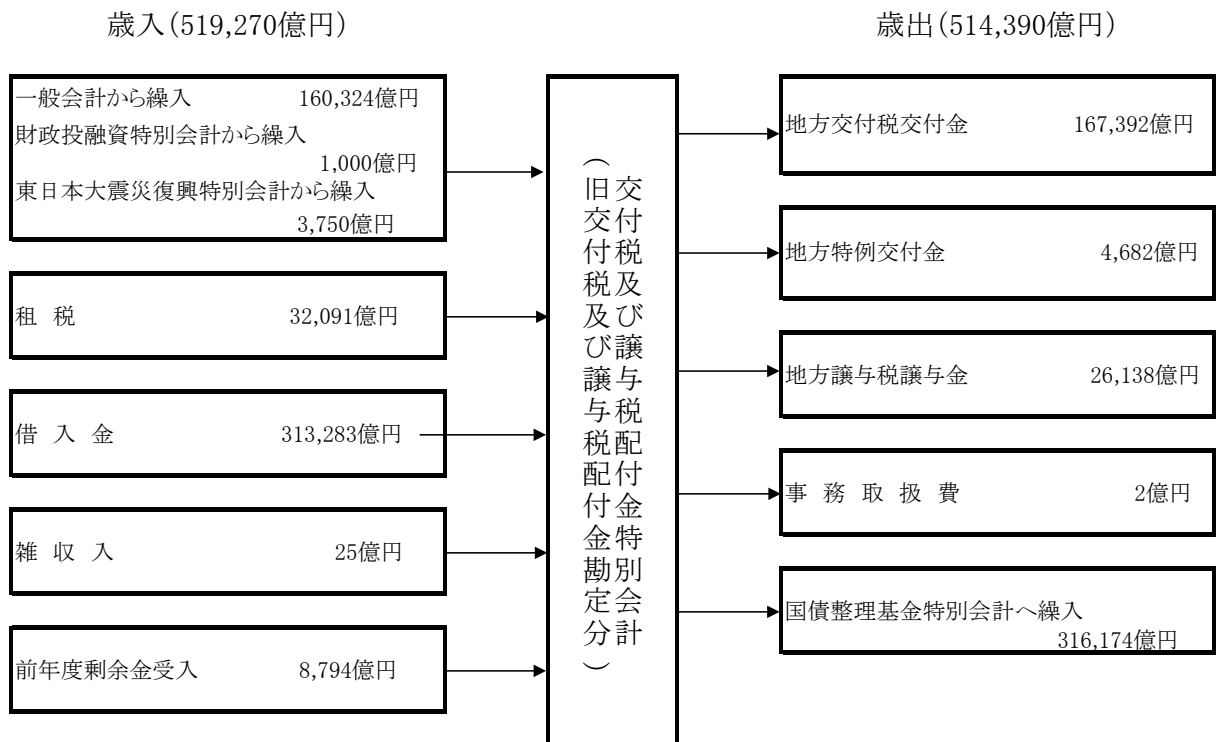 歳入(519,270億円)
歳出(514,390億円)
一般会計から繰入 160,324億円
財政投融資特別会計から繰入
1,000億円
東日本大震災復興特別会計から繰入
3,750億円
租 税 32,091億円
借 入 金 313,283億円
雑 収 入 25億円
前年度剰余金受入 8,794億円
交付税及び譲与税配付金特別会計
(旧交付税及び譲与税配付金勘定分)
地方交付税交付金 167,392億円
地方特例交付金 4,682億円
地方譲与税譲与金 26,138億円
事 務 取 扱 費 2億円
国債整理基金特別会計へ繰入
316,174億円